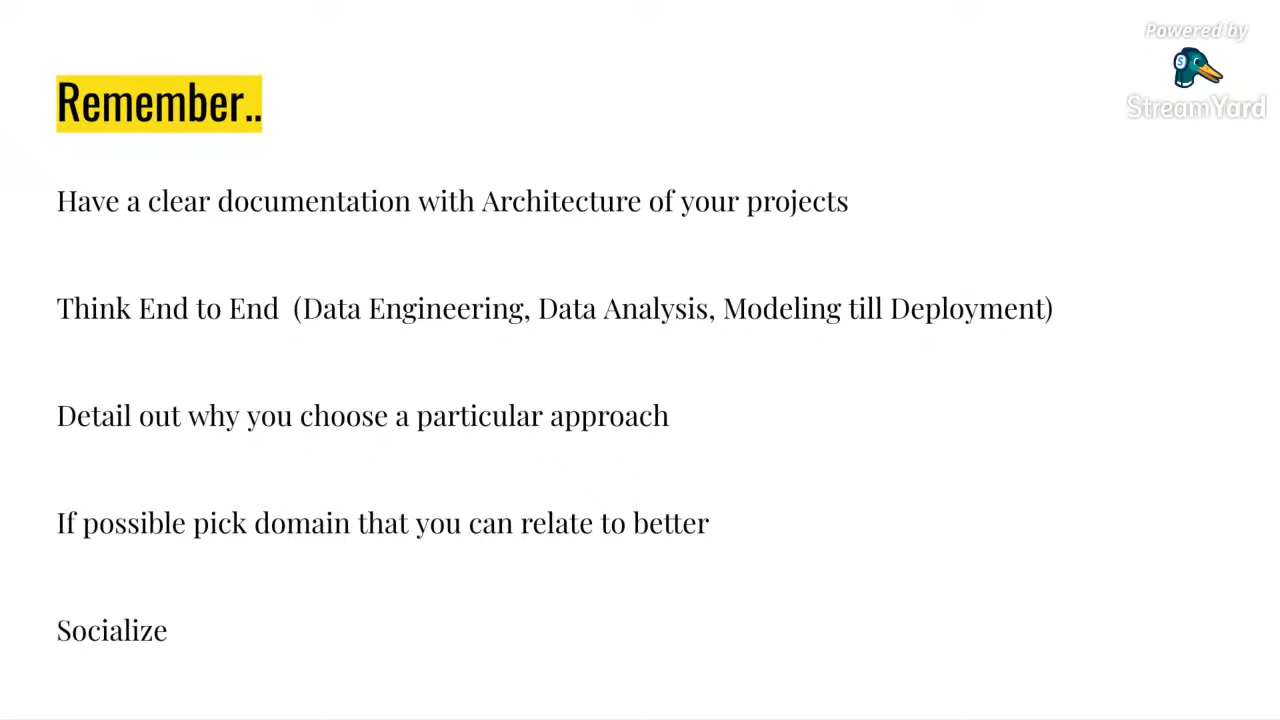 Powered by
StreamYard
Remember..
Have a clear documentation with Architecture of your projects
Think End to End (Data Engineering, Data Analysis, Modeling till Deployment)
Detail out why you choose a particular approach
If possible pick domain that you can relate to better
Socialize